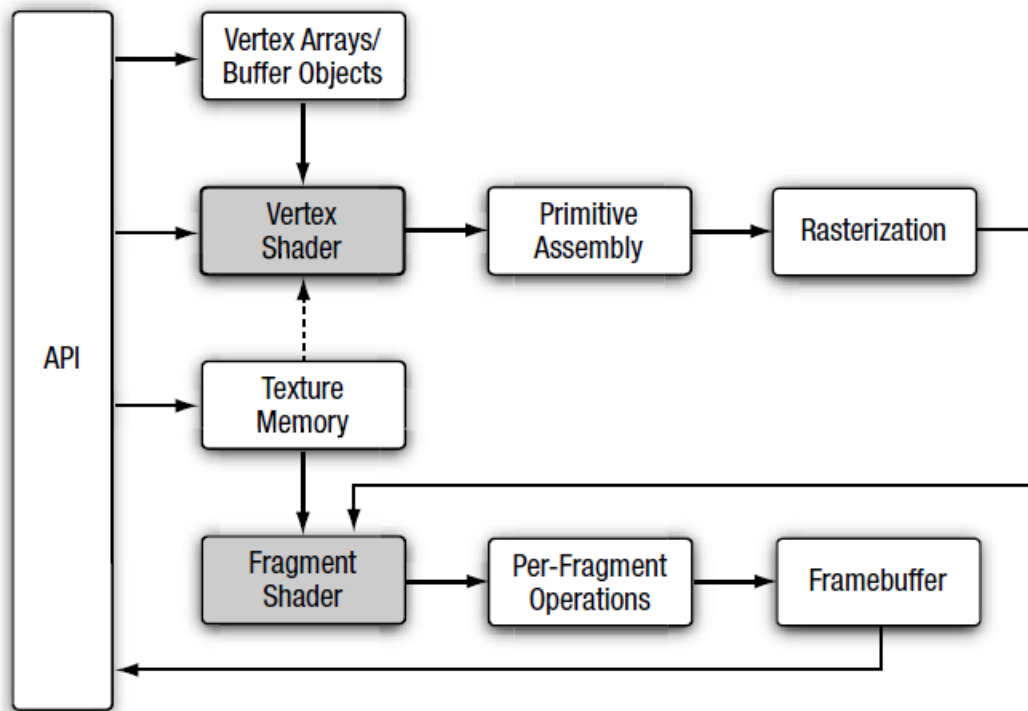 API
Vertex Arrays/
Buffer Objects
Vertex
Shader
Primitive
Assembly
Rasterization
Texture
Memory
Fragment
Shader
Per-Fragment
Operations
Framebuffer